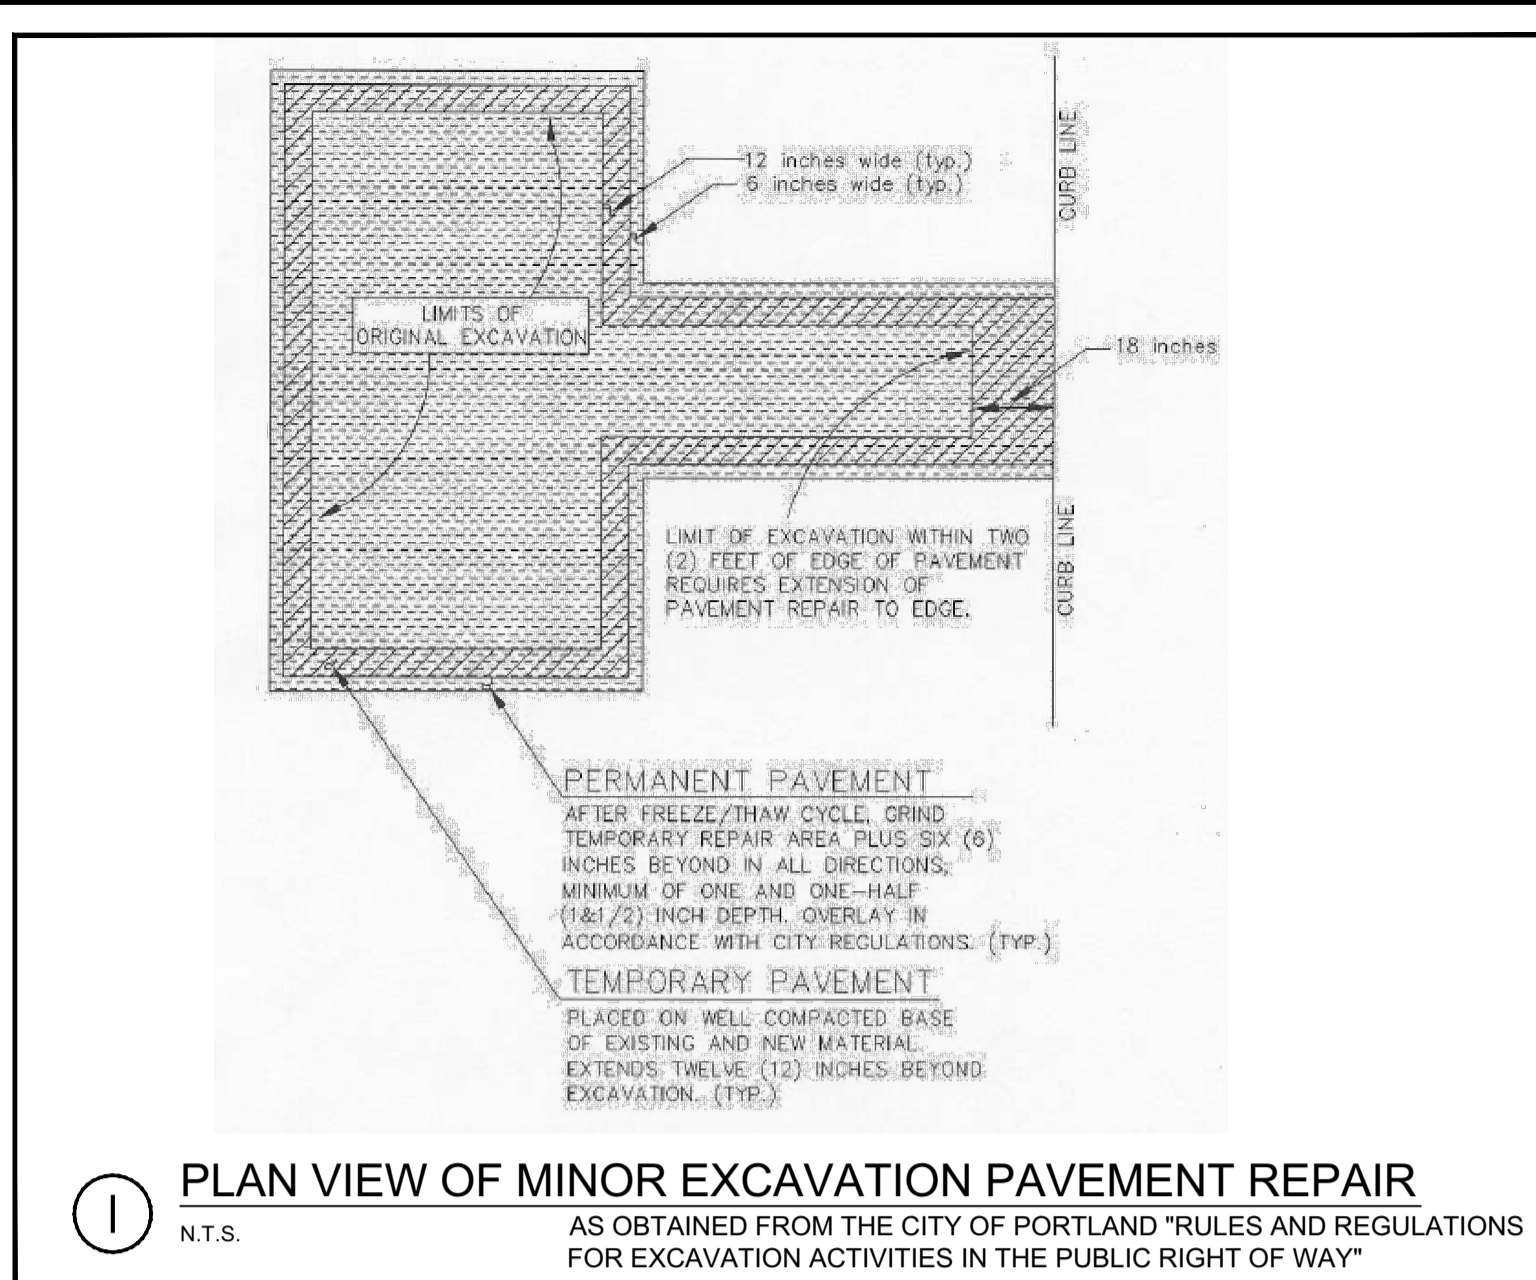 12 inches wide (typ.)
6 inches wide (typ.)
CURB LINE
LIMITS OF
ORIGINAL EXCAVATION
18 inches
LIMIT OF EXCAVATION WITHIN TWO
(2) FEET OF EDGE OF PAVEMENT
REQUIRES EXTENSION OF
PAVEMENT REPAIR TO EDGE.
CURB LINE
PERMANENT PAVEMENT
AFTER FREEZE/THAW CYCLE, GRIND
TEMPORARY REPAIR AREA PLUS SIX (6)
INCHES BEYOND IN ALL DIRECTIONS,
MINIMUM OF ONE AND ONE-HALF
(1&1/2) INCH DEPTH. OVERLAY IN
ACCORDANCE WITH CITY REGULATIONS. (TYP.)
TEMPORARY PAVEMENT
PLACED ON WELL COMPACTED BASE
OF EXISTING AND NEW MATERIAL.
EXTENDS TWELVE (12) INCHES BEYOND
EXCAVATION. (TYP.)
1 PLAN VIEW OF MINOR EXCAVATION PAVEMENT REPAIR
N.T.S.
AS OBTAINED FROM THE CITY OF PORTLAND "RULES AND REGULATIONS
FOR EXCAVATION ACTIVITIES IN THE PUBLIC RIGHT OF WAY"